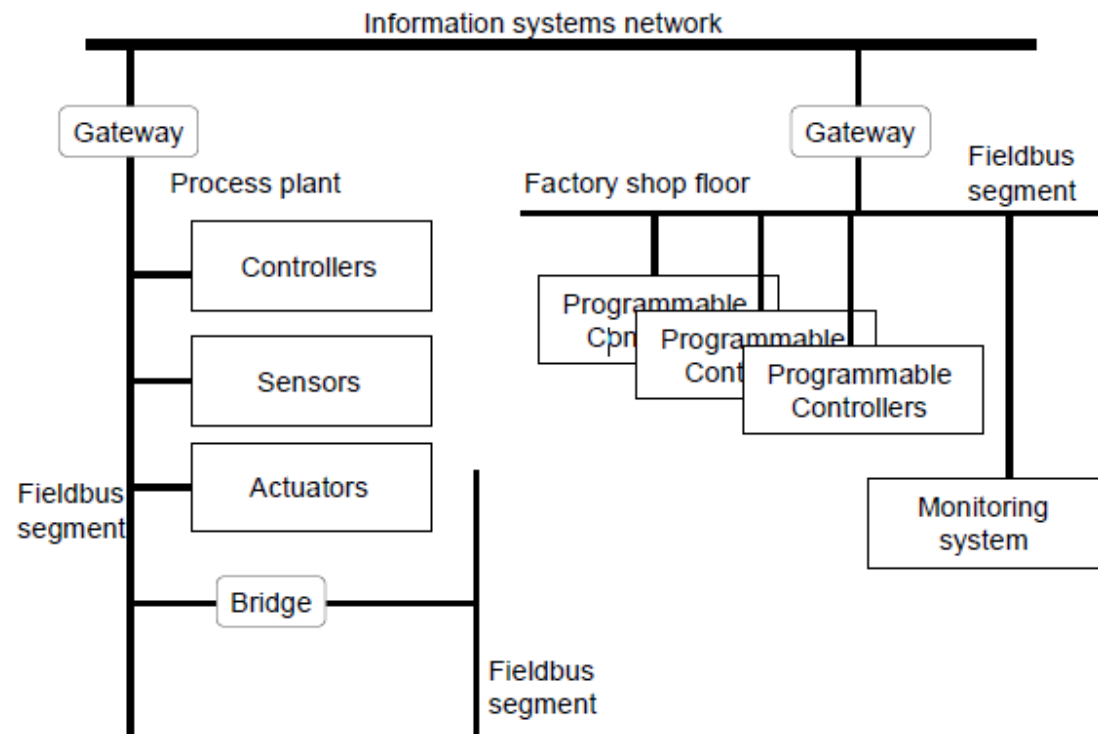 Information systems network
Gateway
Gateway
Process plant
Factory shop floor
Fieldbus
segment
Controllers
Programmable
Programmable
Programmable
Controllers
Sensors
Actuators
Fieldbus
segment
Monitoring
system
Bridge
Fieldbus
segment